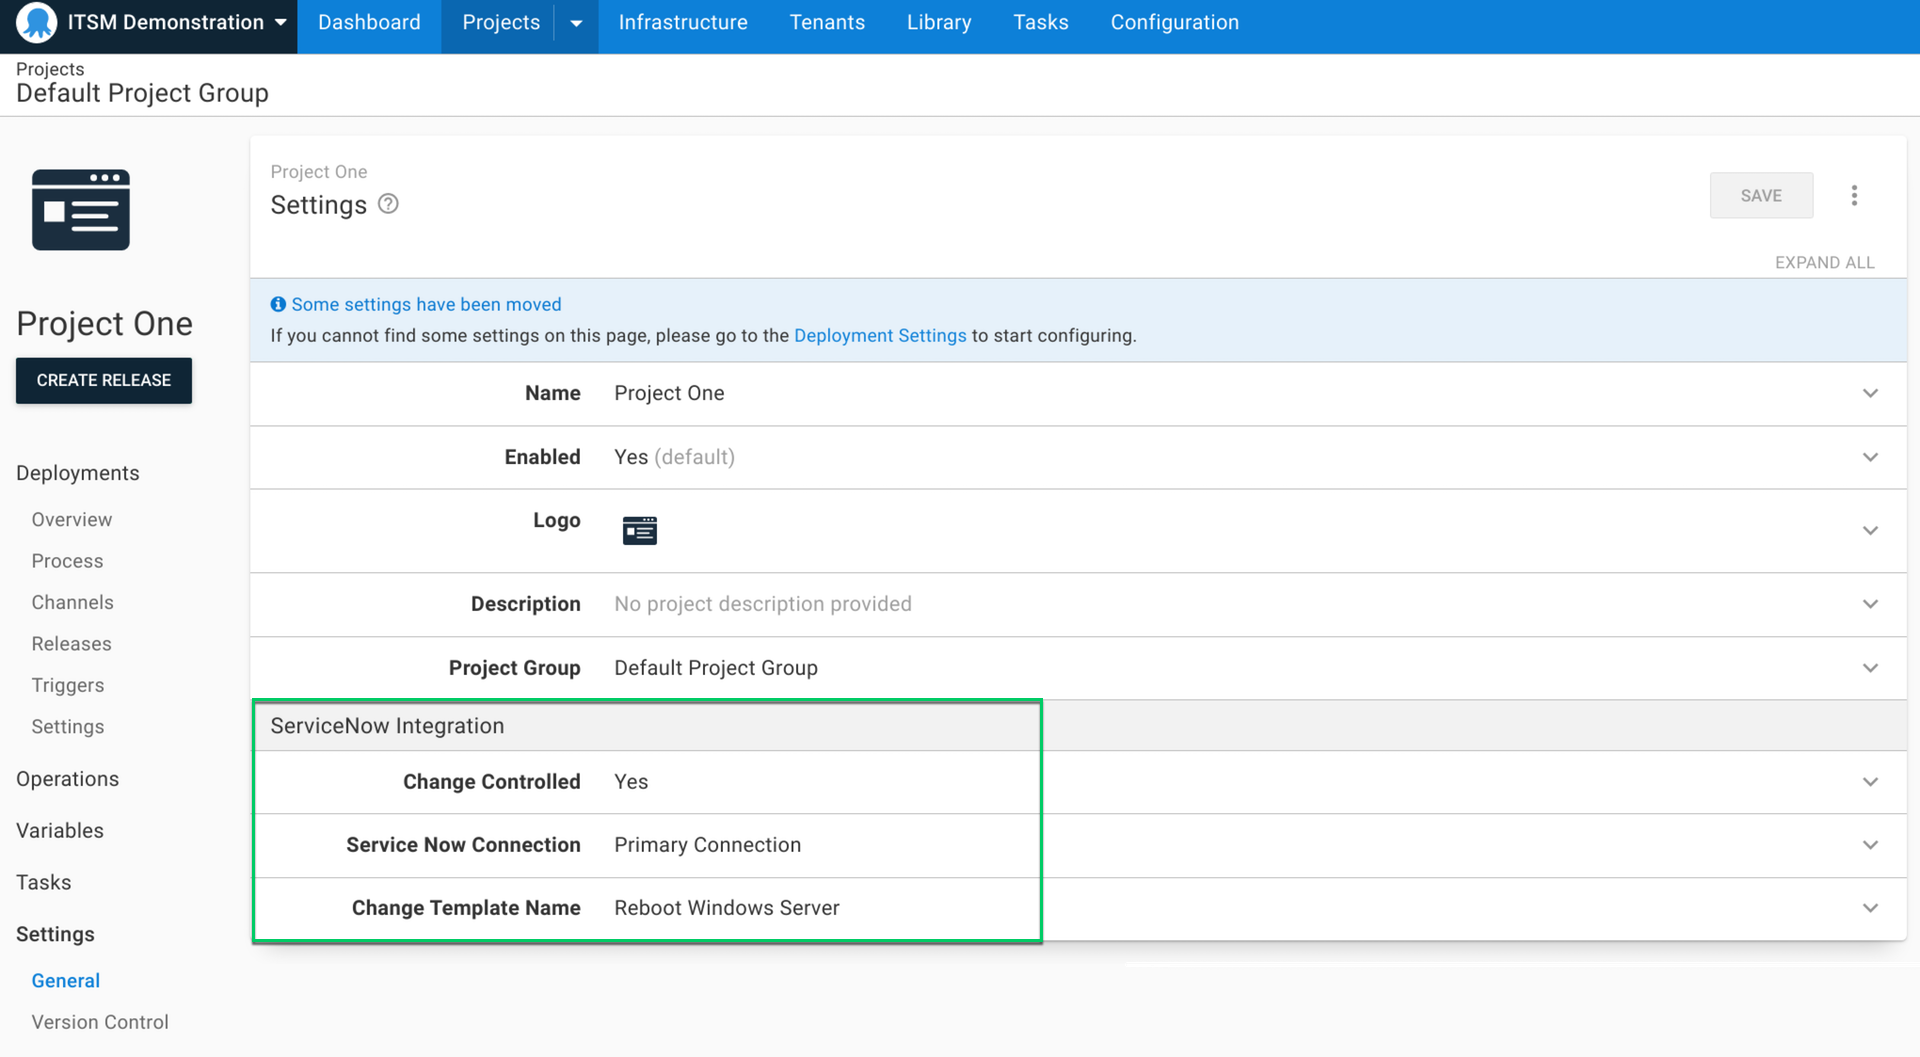 ITSM Demonstration
Dashboard
Projects
Infrastructure
Tenants
Library
Tasks
Configuration
Projects
Default Project Group
Project One
CREATE RELEASE
Deployments
Overview
Process
Channels
Releases
Triggers
Settings
Operations
Variables
Tasks
Settings
General
Version Control
Project One
Settings ?
SAVE
EXPAND ALL
Some settings have been moved
If you cannot find some settings on this page, please go to the Deployment Settings to start configuring.
Name Project One
Enabled Yes (default)
Logo
Description No project description provided
Project Group Default Project Group
ServiceNow Integration
Change Controlled Yes
Service Now Connection Primary Connection
Change Template Name Reboot Windows Server